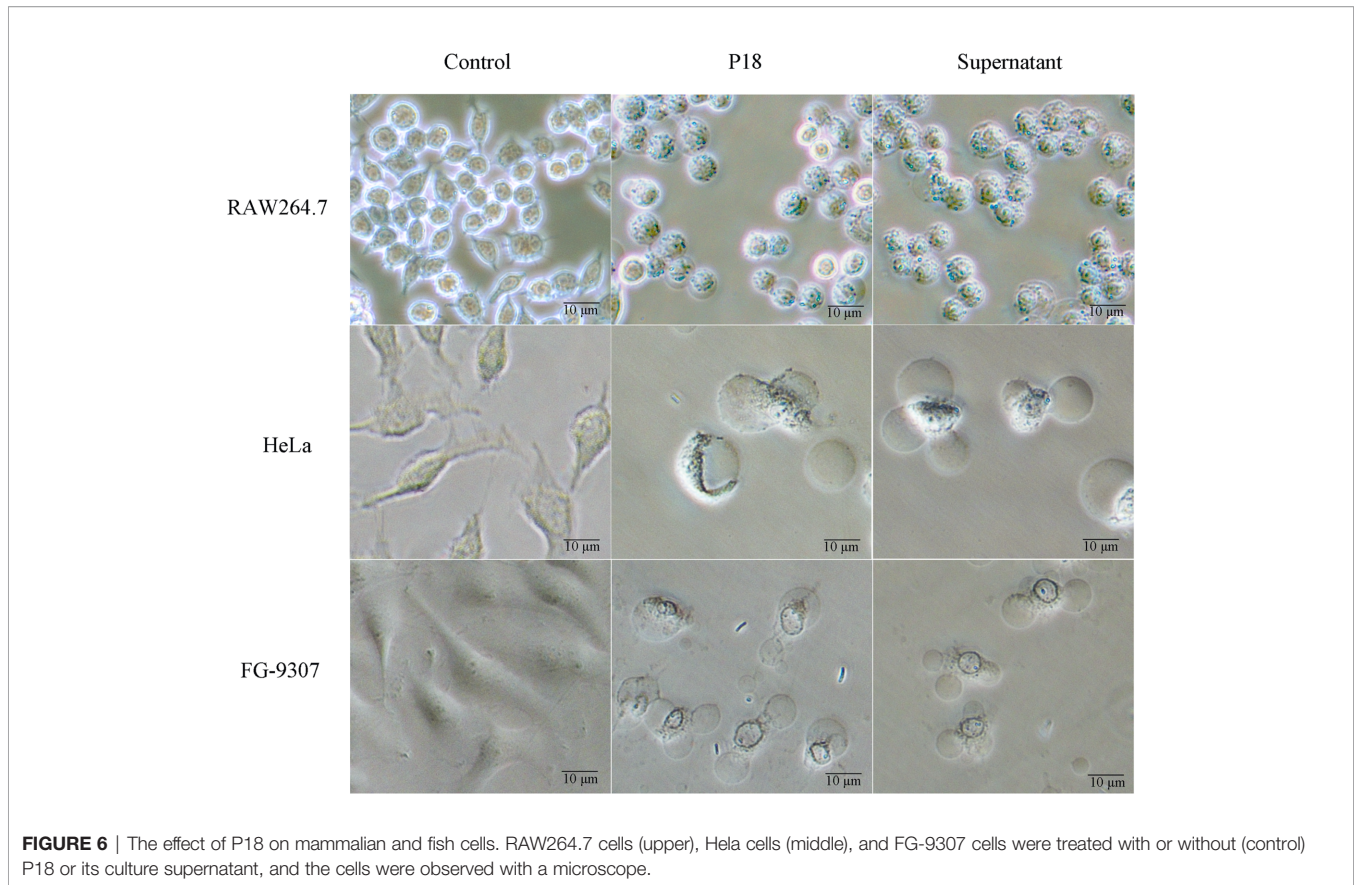 Control P18 Supernatant
RAW264.7
10 µm 10 µm 10 µm
HeLa
10 µm 10 µm 10 µm
FG-9307
10 µm 10 µm 10 µm
FIGURE 6 | The effect of P18 on mammalian and fish cells. RAW264.7 cells (upper), Hela cells (middle), and FG-9307 cells were treated with or without (control)
P18 or its culture supernatant, and the cells were observed with a microscope.